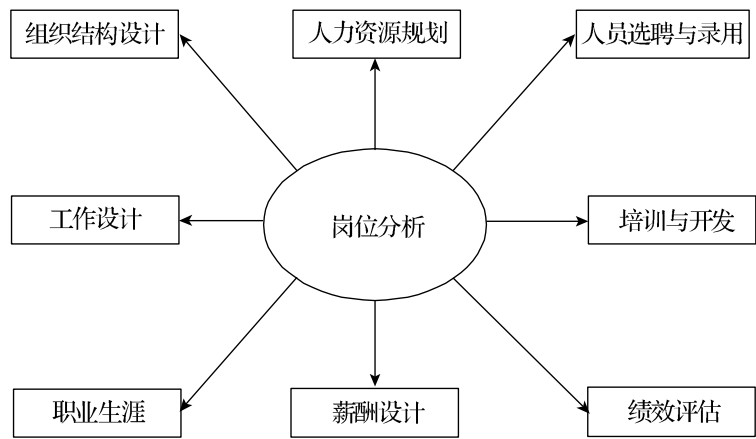 组织结构设计
人力资源规划
人员选聘与录用
工作设计
岗位分析
培训与开发
职业生涯
薪酬设计
绩效评估